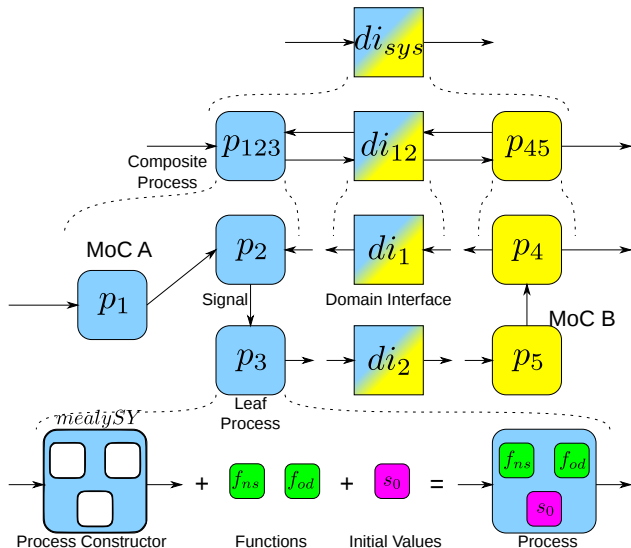 di_sys
p_123
di_12
p_45
Composite
Process
MoC A
p_2
di_1
p_4
p_1
Signal
Domain Interface
MoC B
p_3
di_2
p_5
Leaf
Process
mealySY
+ f_ns f_od + s_0 =
f_ns f_od
s_0
Process Constructor Functions Initial Values Process